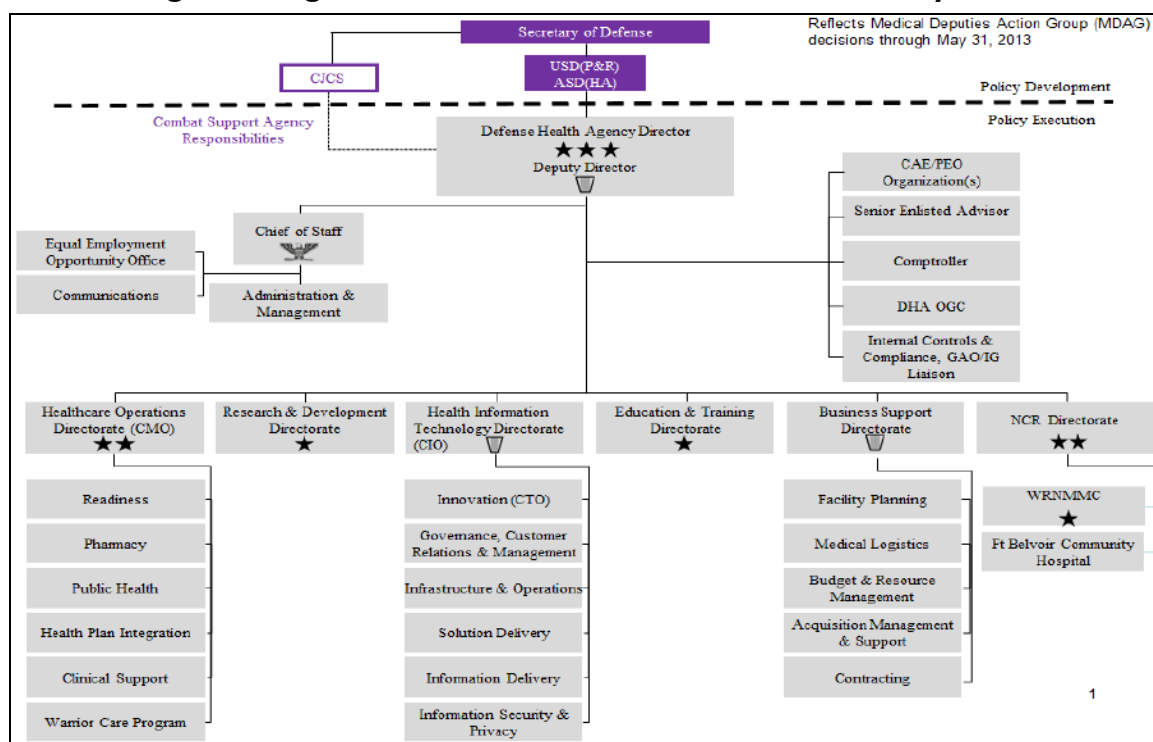 Secretary of Defense
Reflects Medical Deputies Action Group (MDAG)
decisions through May 31, 2013
CJCS
USD(P&R)
ASD(HA)
Policy Development
Policy Execution
Combat Support Agency
Responsibilities
Defense Health Agency Director
Deputy Director
CAE/PEO
Organization(s)
Senior Enlisted Advisor
Comptroller
DHA OGC
Internal Controls &
Compliance, GAO/IG
Liaison
Chief of Staff
Equal Employment
Opportunity Office
Communications
Administration &
Management
Healthcare Operations
Directorate (CMO)
Research & Development
Directorate
Health Information
Technology Directorate
(CIO)
Education & Training
Directorate
Business Support
Directorate
NCR Directorate
Readiness
Pharmacy
Public Health
Health Plan Integration
Clinical Support
Warrior Care Program
Innovation (CTO)
Governance, Customer
Relations & Management
Infrastructure & Operations
Solution Delivery
Information Delivery
Information Security &
Privacy
Facility Planning
Medical Logistics
Budget & Resource
Management
Acquisition Management
& Support
Contracting
WRNMMC
Ft Belvoir Community
Hospital
1